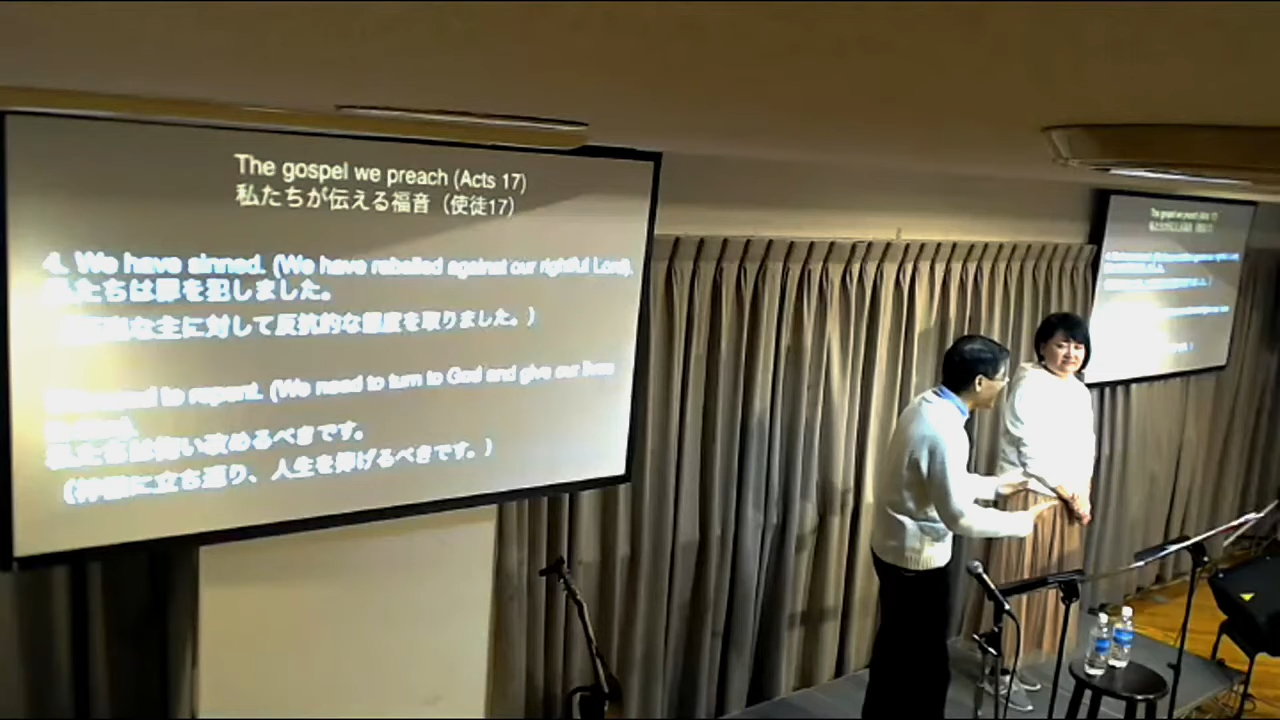 The gospel we preach (Acts 17)
私たちが伝える福音（使徒17）
4. We have sinned. (We have rebelled against our rightful Lord).
私たちは罪を犯しました。
な主に対して反抗的な態度を取りました。）
need to repent. (We need to turn to God and give our lives
私たちは悔い改めるべきです。
（神様に立ち返り、人生を捧げるべきです。）